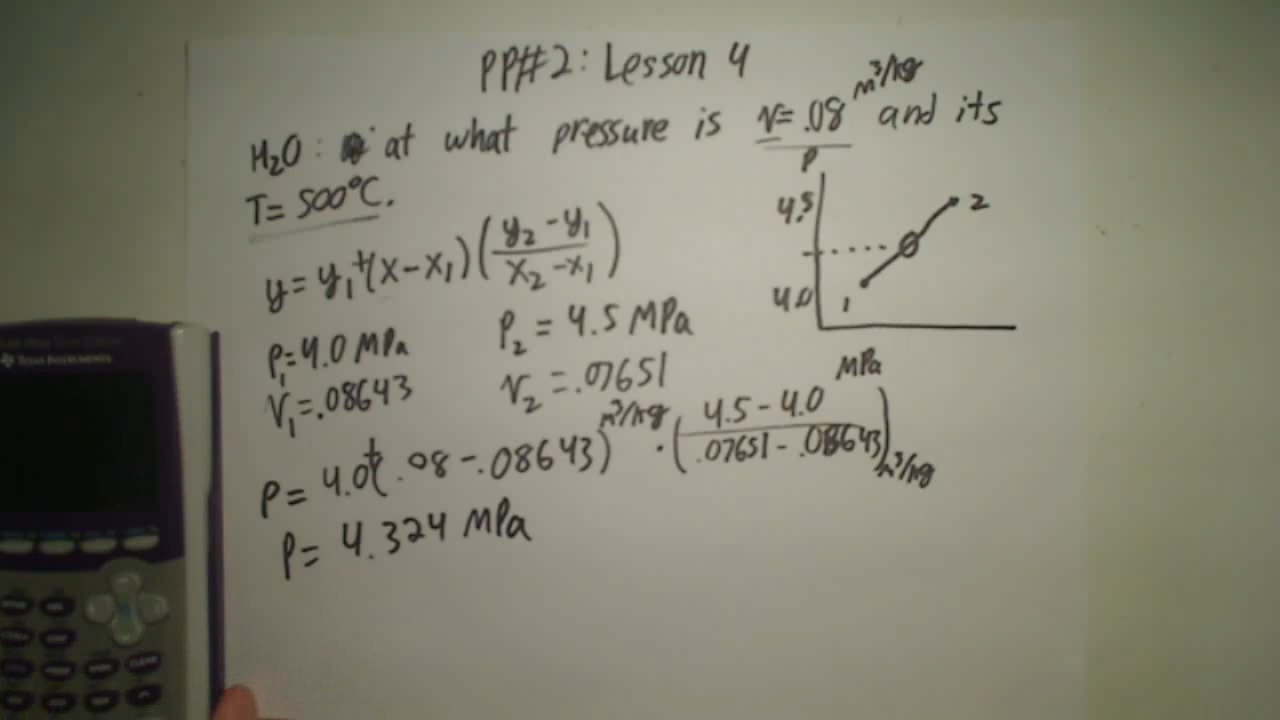 PP#2: Lesson 4
H₂O: at what pressure is v=.08 m³/kg and its
T= 500°C.
P
4.5
2
4.0
1
y= y₁+(x-x₁)(y₂-y₁/x₂-x₁)
P₁=4.0 MPa P₂=4.5 MPa
v₁=.08643 v₂=.07651
P= 4.0+(.08-.08643) m³/kg ·(4.5-4.0/.07651-.08643) MPa m³/kg
P= 4.324 MPa
TEXAS INSTRUMENTS
CLEAR